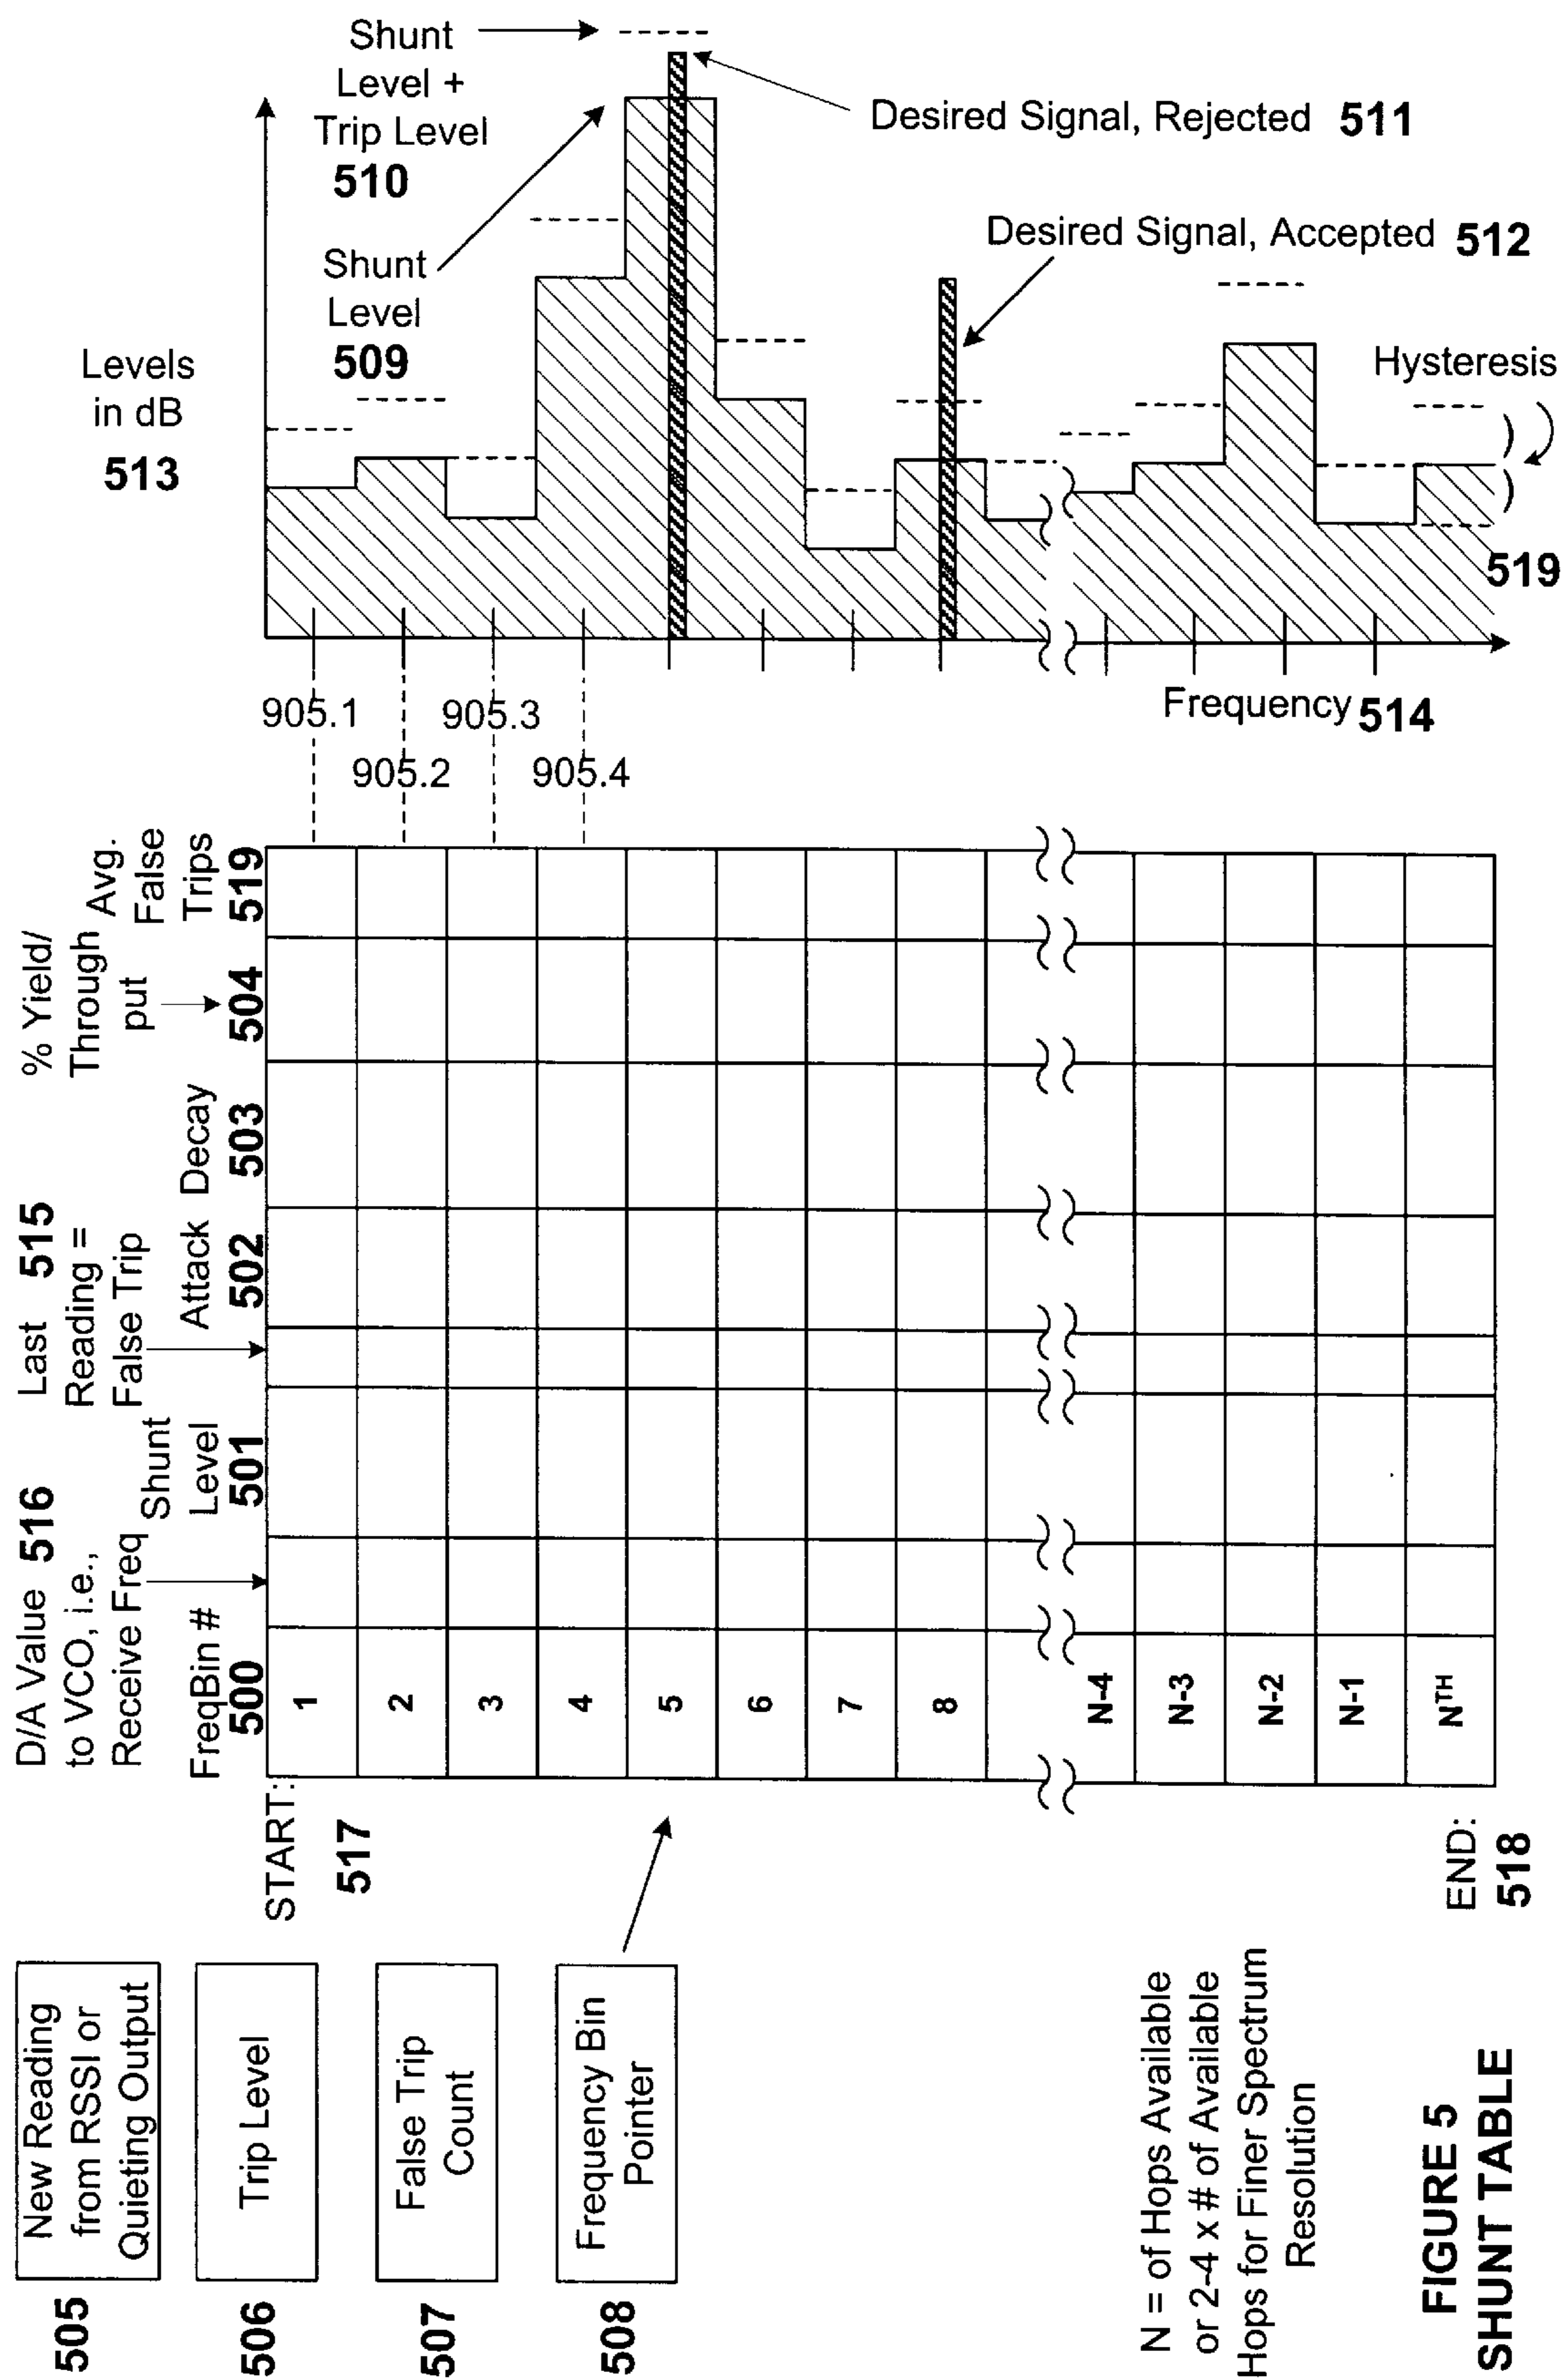 Shunt
Level +
Trip Level
510
Desired Signal, Rejected 511
Shunt
Level
509
Desired Signal, Accepted 512
Levels
in dB
513
Hysteresis
519
905.1
905.2
905.3
905.4
Frequency 514
D/A Value 516
to VCO, i.e.,
Receive Freq
FreqBin #
500
Shunt
Level
501
Last 515
Reading =
False Trip
Attack
502
Decay
503
% Yield/
Through
put
504
Avg.
False
Trips
519
START:
517
1
2
3
4
5
6
7
8
N-4
N-3
N-2
N-1
NTH
END:
518
505
New Reading
from RSSI or
Quieting Output
506
Trip Level
507
False Trip
Count
508
Frequency Bin
Pointer
N = of Hops Available
or 2-4 x # of Available
Hops for Finer Spectrum
Resolution
FIGURE 5
SHUNT TABLE